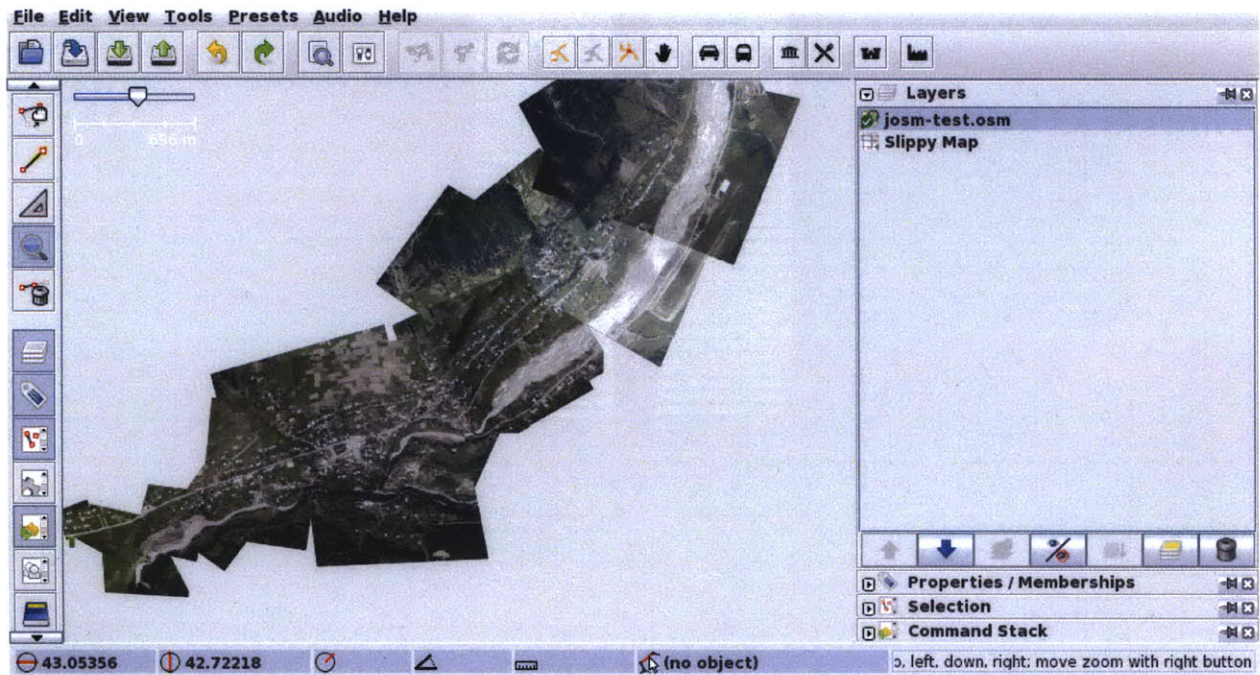 File Edit View Tools Presets Audio Help
0 696 m
Layers
josm-test.osm
Slippy Map
Properties / Memberships
Selection
Command Stack
43.05356 42.72218 (no object) left, down, right; move zoom with right button